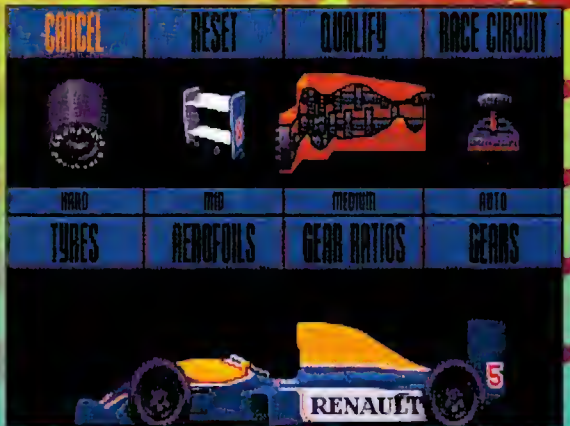 CANCEL RESET QUALIFY RACE CIRCUIT
HARD MID MEDIUM AUTO
TYRES AEROFOILS GEAR RATIOS GEARS
5
RENAULT